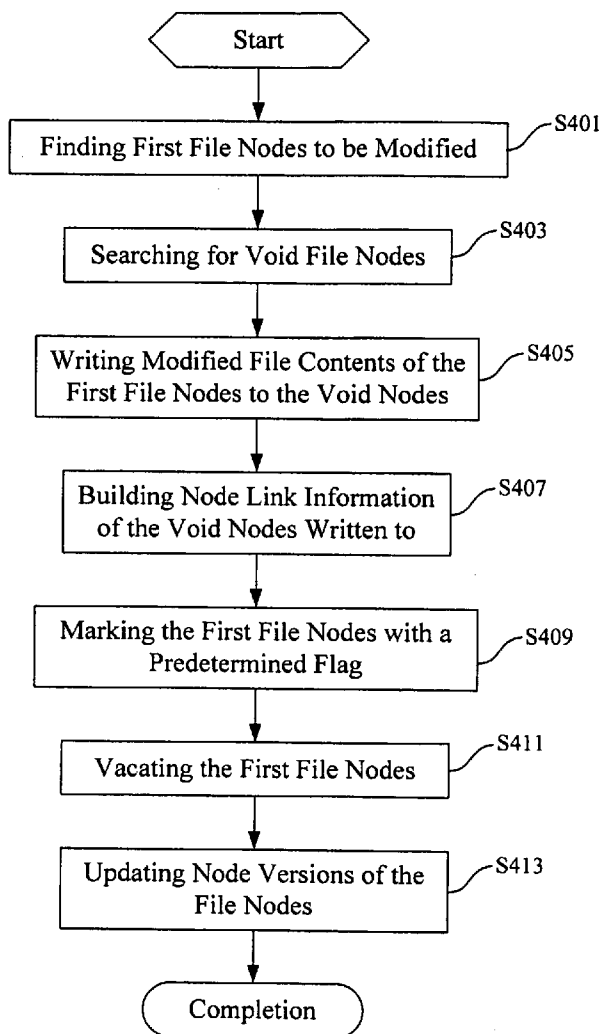 Start
S401
Finding First File Nodes to be Modified
S403
Searching for Void File Nodes
S405
Writing Modified File Contents of the
First File Nodes to the Void Nodes
S407
Building Node Link Information
of the Void Nodes Written to
S409
Marking the First File Nodes with a
Predetermined Flag
S411
Vacating the First File Nodes
S413
Updating Node Versions of the
File Nodes
Completion